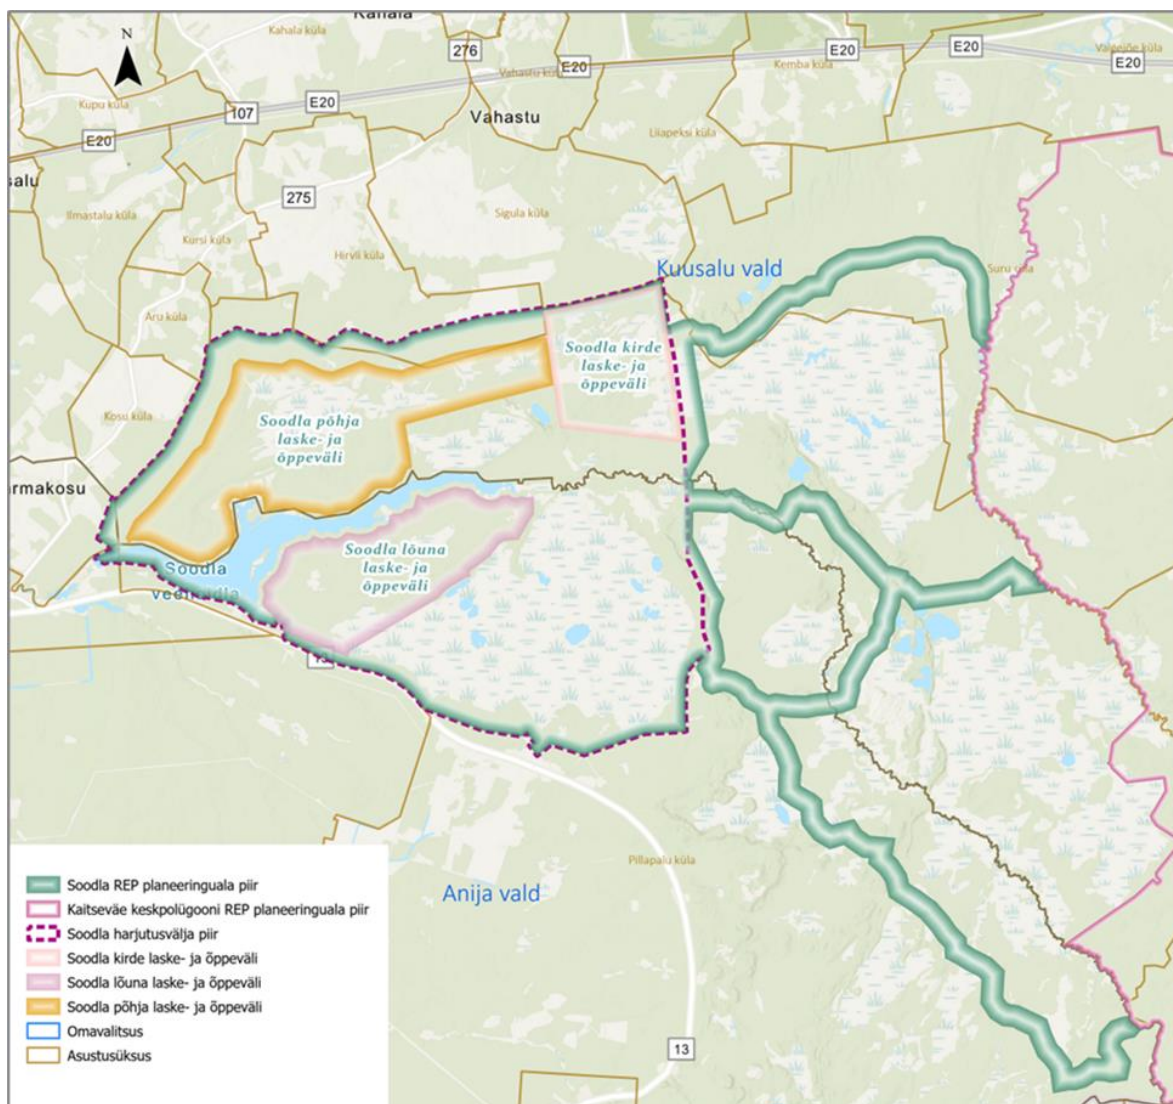 Kahala
N
Kahala küla
276
E20
E20
Valgejõe küla
Vahastu küla
E20
Kemba küla
E20
Kupu küla
E20
107
Vahastu
Liiapeksi küla
E20
salu
275
Ilmastalu küla
Sigula küla
Kursi küla
Hirvli küla
Kuusalu vald
Suru küla
Aru küla
Soodla kirde
laske- ja
õppeväli
Kosu küla
Soodla põhja
laske- ja
õppeväli
armakosu
Soodla lõuna
laske- ja
õppeväli
Soodla
veehoidla
13
Pillapalu küla
Anija vald
Soodla REP planeeringuala piir
Kaitseväe keskpolügooni REP planeeringuala piir
Soodla harjutusvälja piir
Soodla kirde laske- ja õppeväli
Soodla lõuna laske- ja õppeväli
Soodla põhja laske- ja õppeväli
Omavalitsus
Asustusüksus
13